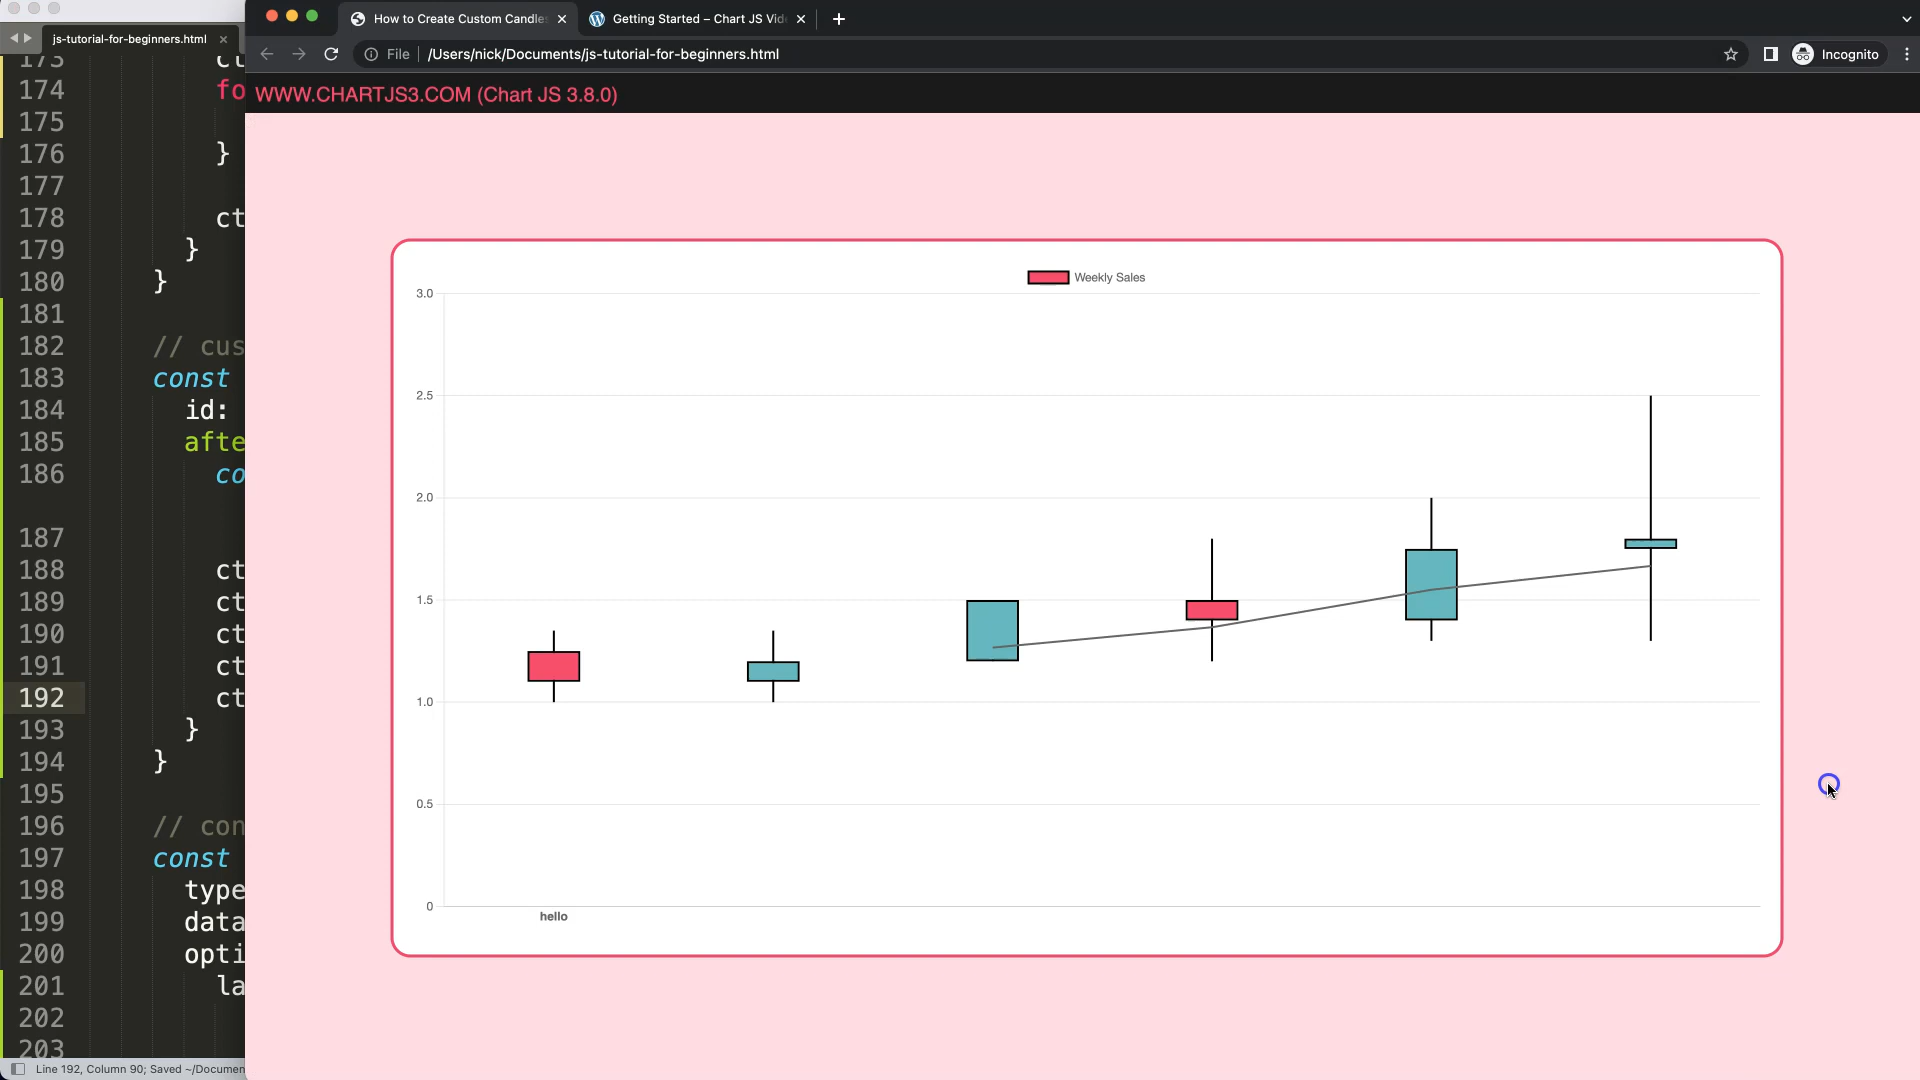 js-tutorial-for-beginners.html ×
How to Create Custom Candles ×
Getting Started – Chart JS Vid ×
+
File | /Users/nick/Documents/js-tutorial-for-beginners.html
Incognito
WWW.CHARTJS3.COM (Chart JS 3.8.0)
173 ct
174 fo
175
176 }
177
178 ct
179 }
180 }
181
182 // cus
183 const
184 id:
185 afte
186 co
187
188 ct
189 ct
190 ct
191 ct
192 ct
193 }
194 }
195
196 // con
197 const
198 type
199 data
200 opti
201 la
202
203
Line 192, Column 90; Saved ~/Documen
Weekly Sales
3.0
2.5
2.0
1.5
1.0
0.5
0
hello